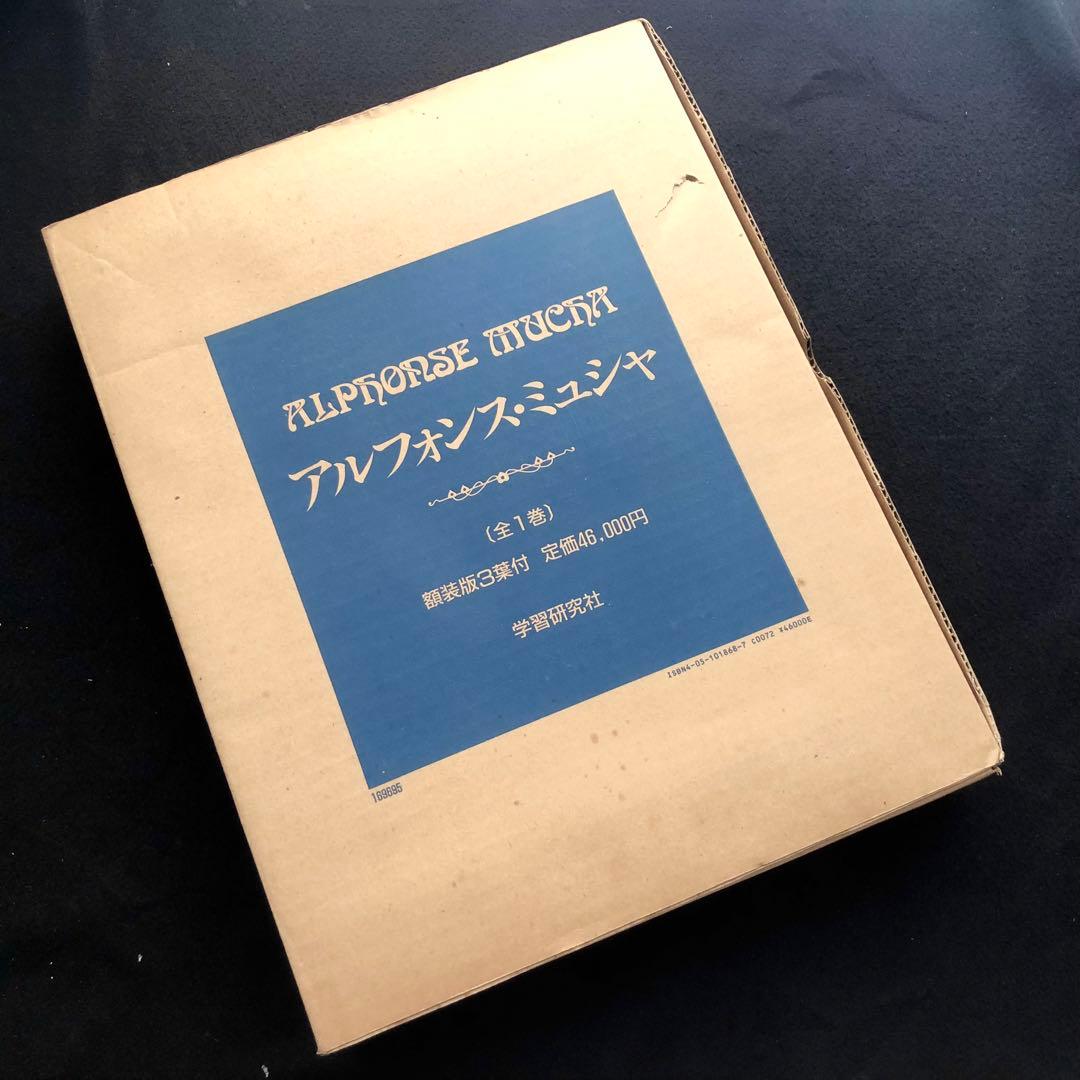 ALPHONSE MUCHA
アルフォンス・ミュシャ
(全1巻)
額装版3葉付 定価46,000円
学習研究社
ISBN4-05-101868-7 C0072 ¥46000E
169695